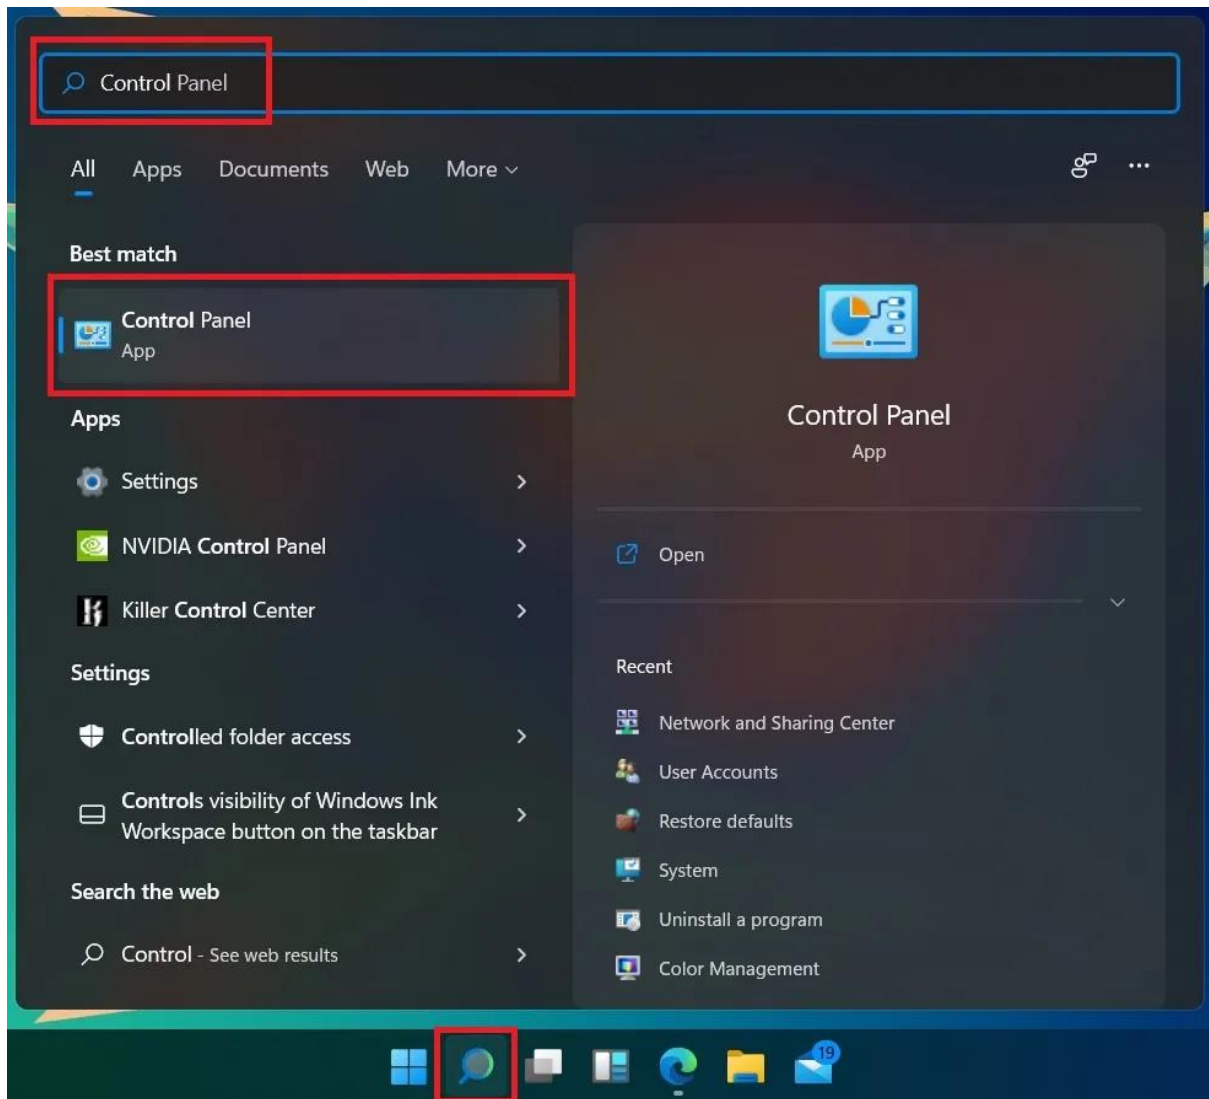 Control Panel
All Apps Documents Web More
Best match
Control Panel
App
Apps
Settings
NVIDIA Control Panel
Killer Control Center
Settings
Controlled folder access
Controls visibility of Windows Ink
Workspace button on the taskbar
Search the web
Control - See web results
Control Panel
App
Open
Recent
Network and Sharing Center
User Accounts
Restore defaults
System
Uninstall a program
Color Management
19